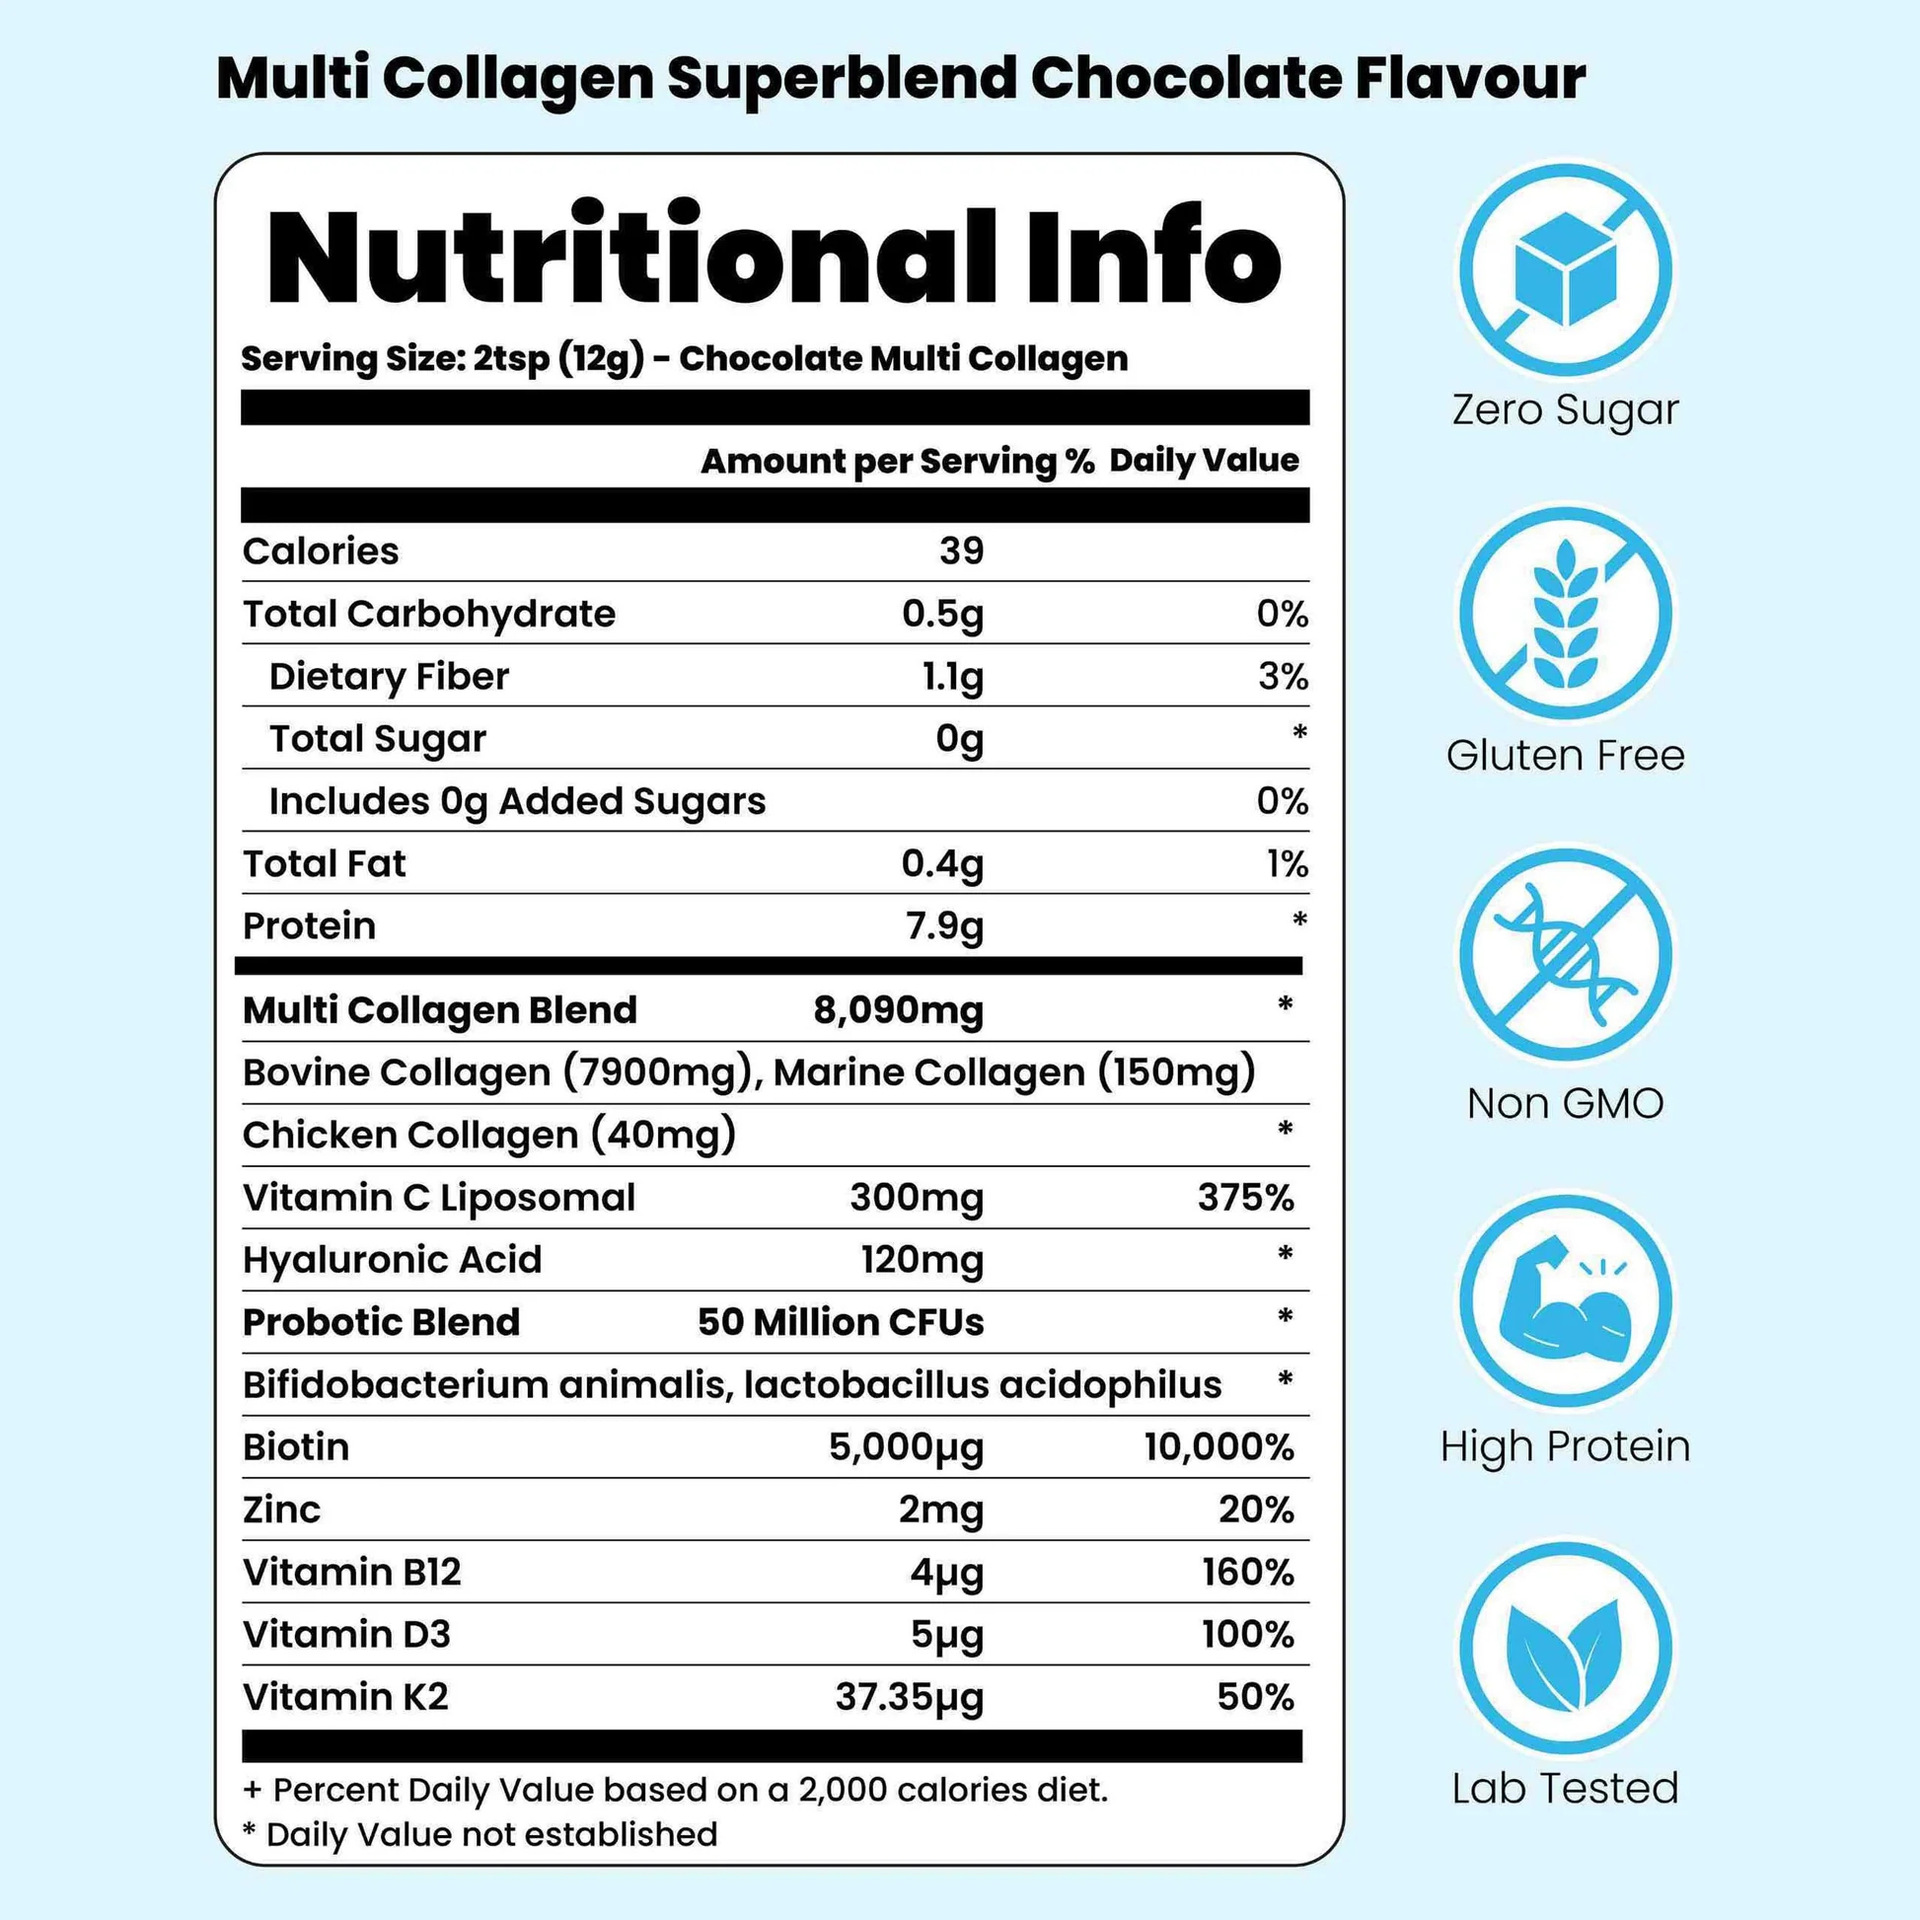 Multi Collagen Superblend Chocolate Flavour
Nutritional Info
Serving Size: 2tsp (12g) - Chocolate Multi Collagen
Amount per Serving % Daily Value
Calories 39
Total Carbohydrate 0.5g 0%
Dietary Fiber 1.1g 3%
Total Sugar 0g *
Includes 0g Added Sugars 0%
Total Fat 0.4g 1%
Protein 7.9g *
Multi Collagen Blend 8,090mg *
Bovine Collagen (7900mg), Marine Collagen (150mg)
Chicken Collagen (40mg) *
Vitamin C Liposomal 300mg 375%
Hyaluronic Acid 120mg *
Probotic Blend 50 Million CFUs *
Bifidobacterium animalis, lactobacillus acidophilus *
Biotin 5,000µg 10,000%
Zinc 2mg 20%
Vitamin B12 4µg 160%
Vitamin D3 5µg 100%
Vitamin K2 37.35µg 50%
+ Percent Daily Value based on a 2,000 calories diet.
* Daily Value not established
Zero Sugar
Gluten Free
Non GMO
High Protein
Lab Tested